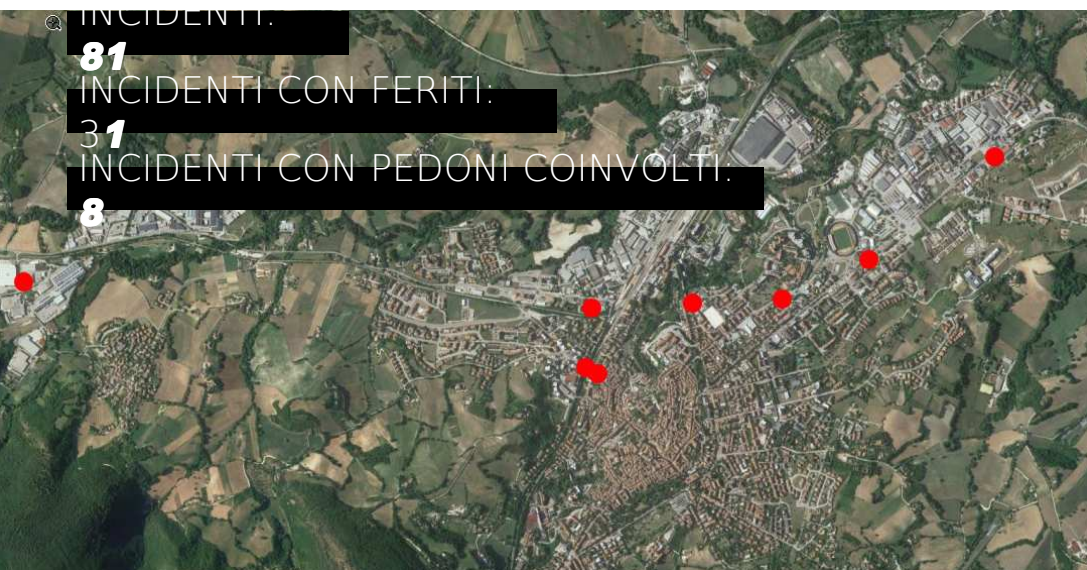 INCIDENTI:
81
INCIDENTI CON FERITI:
31
INCIDENTI CON PEDONI COINVOLTI:
8